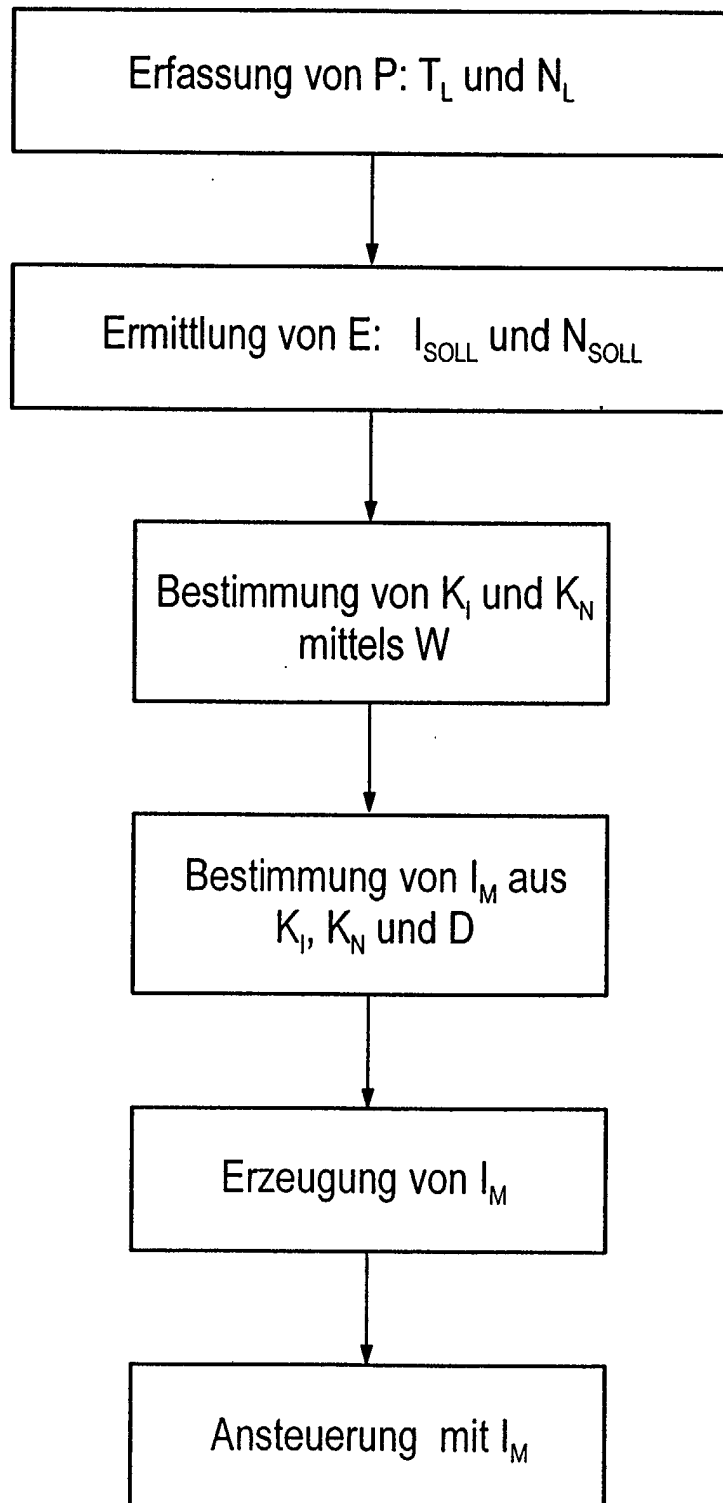 Erfassung von P: T_L und N_L
Ermittlung von E: I_SOLL und N_SOLL
Bestimmung von K_I und K_N
mittels W
Bestimmung von I_M aus
K_I, K_N und D
Erzeugung von I_M
Ansteuerung mit I_M